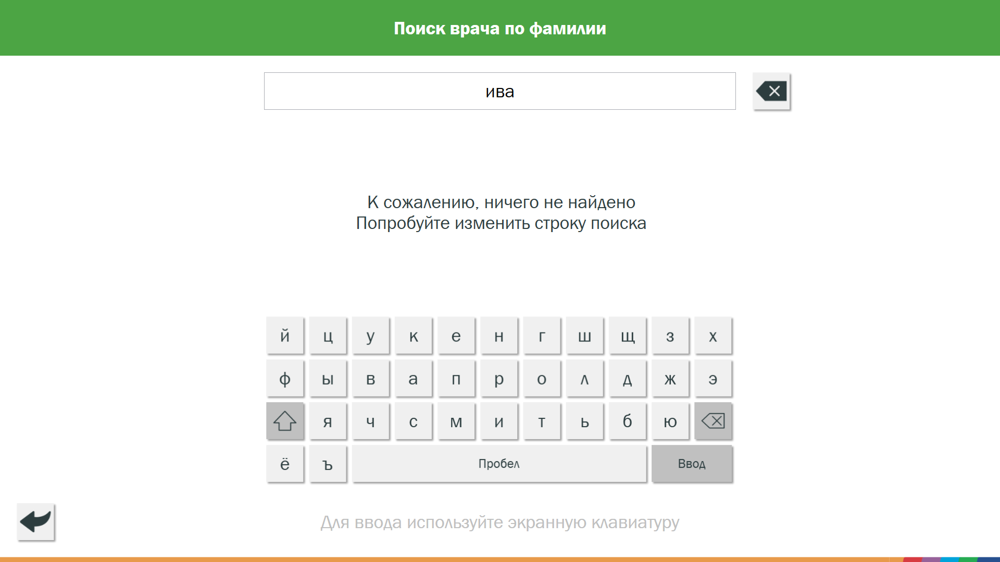 Поиск врача по фамилии
ива
К сожалению, ничего не найдено
Попробуйте изменить строку поиска
й ц у к е н г ш щ з х
ф ы в а п р о л д ж э
я ч с м и т ь б ю
ё ъ Пробел Ввод
Для ввода используйте экранную клавиатуру